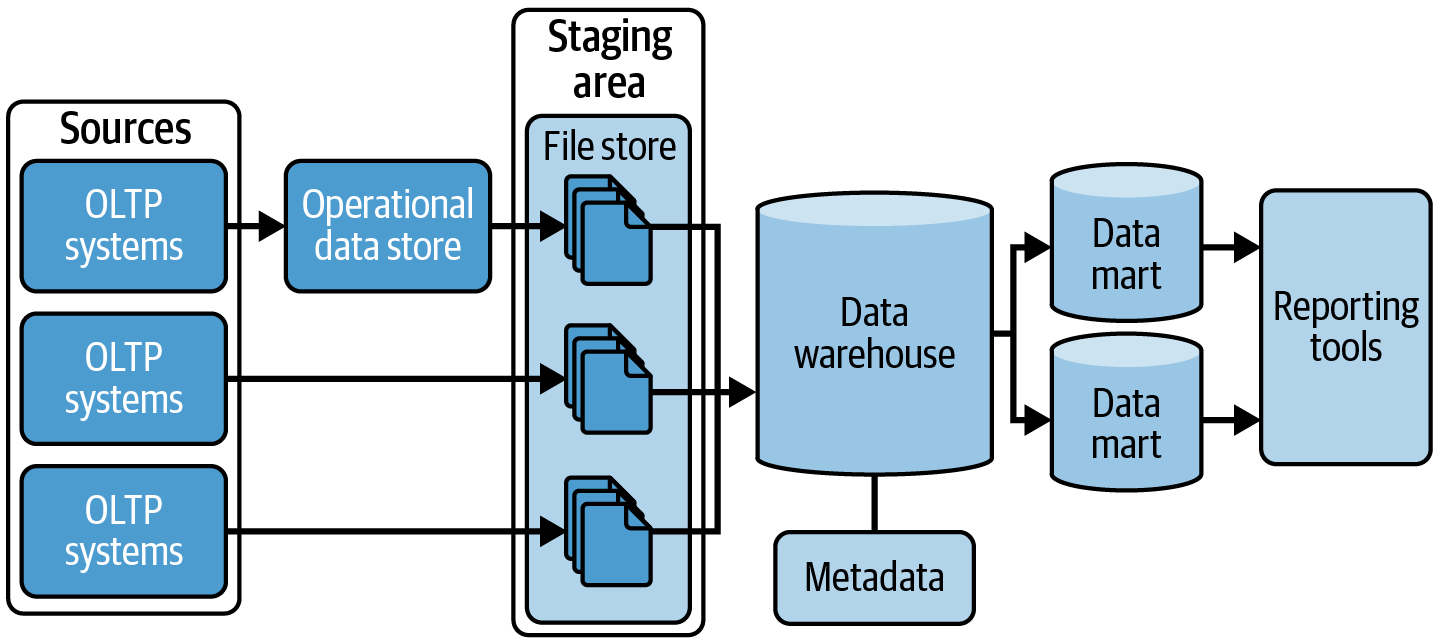 Sources
OLTP
systems
OLTP
systems
OLTP
systems
Operational
data store
Staging
area
File store
Data
warehouse
Metadata
Data
mart
Data
mart
Reporting
tools